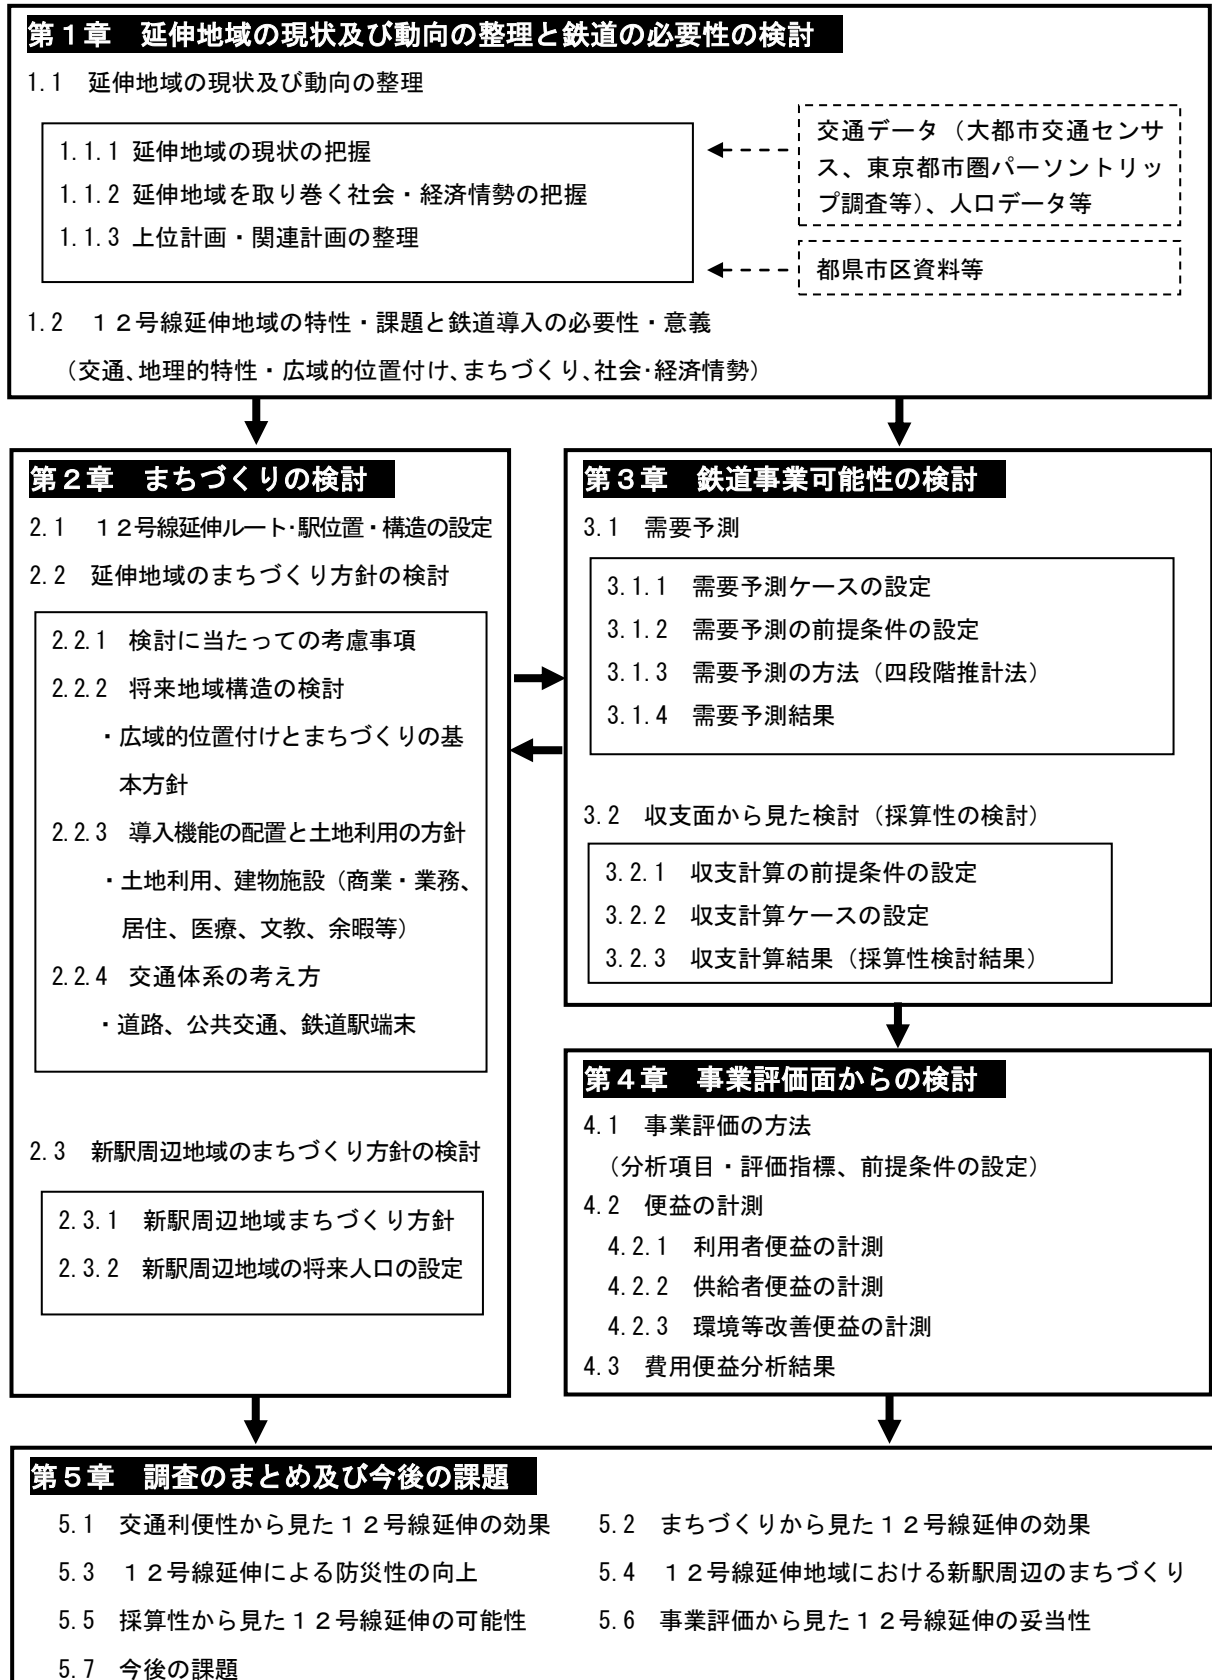 第１章　延伸地域の現状及び動向の整理と鉄道の必要性の検討
1.1　延伸地域の現状及び動向の整理
1.1.1 延伸地域の現状の把握
1.1.2 延伸地域を取り巻く社会・経済情勢の把握
1.1.3 上位計画・関連計画の整理
交通データ（大都市交通センサ
ス、東京都市圏パーソントリッ
プ調査等）、人口データ等
都県市区資料等
1.2　１２号線延伸地域の特性・課題と鉄道導入の必要性・意義
（交通、地理的特性・広域的位置付け、まちづくり、社会・経済情勢）
第２章　まちづくりの検討
2.1　１２号線延伸ルート・駅位置・構造の設定
2.2　延伸地域のまちづくり方針の検討
2.2.1　検討に当たっての考慮事項
2.2.2　将来地域構造の検討
・広域的位置付けとまちづくりの基
本方針
2.2.3　導入機能の配置と土地利用の方針
・土地利用、建物施設（商業・業務、
居住、医療、文教、余暇等）
2.2.4　交通体系の考え方
・道路、公共交通、鉄道駅端末
2.3　新駅周辺地域のまちづくり方針の検討
2.3.1　新駅周辺地域まちづくり方針
2.3.2　新駅周辺地域の将来人口の設定
第３章　鉄道事業可能性の検討
3.1　需要予測
3.1.1　需要予測ケースの設定
3.1.2　需要予測の前提条件の設定
3.1.3　需要予測の方法（四段階推計法）
3.1.4　需要予測結果
3.2　収支面から見た検討（採算性の検討）
3.2.1　収支計算の前提条件の設定
3.2.2　収支計算ケースの設定
3.2.3　収支計算結果（採算性検討結果）
第４章　事業評価面からの検討
4.1　事業評価の方法
（分析項目・評価指標、前提条件の設定）
4.2　便益の計測
4.2.1　利用者便益の計測
4.2.2　供給者便益の計測
4.2.3　環境等改善便益の計測
4.3　費用便益分析結果
第５章　調査のまとめ及び今後の課題
5.1　交通利便性から見た１２号線延伸の効果　5.2　まちづくりから見た１２号線延伸の効果
5.3　１２号線延伸による防災性の向上　5.4　１２号線延伸地域における新駅周辺のまちづくり
5.5　採算性から見た１２号線延伸の可能性　5.6　事業評価から見た１２号線延伸の妥当性
5.7　今後の課題